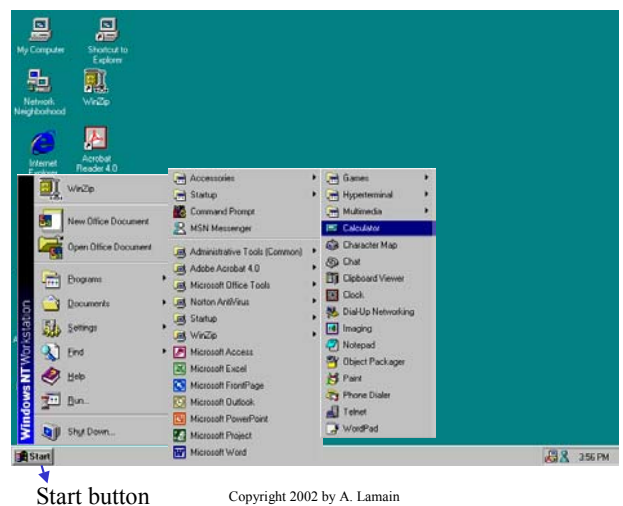 My Computer
Shortcut to
Explorer
Network
Neighborhood
WinZip
Internet
Explorer
Acrobat
Reader 4.0
WinZip
New Office Document
Open Office Document
Programs
Documents
Settings
Find
Help
Run...
Shut Down...
Windows NT Workstation
Accessories
Startup
Command Prompt
MSN Messenger
Administrative Tools (Common)
Adobe Acrobat 4.0
Microsoft Office Tools
Norton AntiVirus
Startup
WinZip
Microsoft Access
Microsoft Excel
Microsoft FrontPage
Microsoft Outlook
Microsoft PowerPoint
Microsoft Project
Microsoft Word
Games
Hyperterminal
Multimedia
Calculator
Character Map
Chat
Clipboard Viewer
Clock
Dial-Up Networking
Imaging
Notepad
Object Packager
Paint
Phone Dialer
Telnet
WordPad
Start
3:56 PM
Start button
Copyright 2002 by A. Lamain